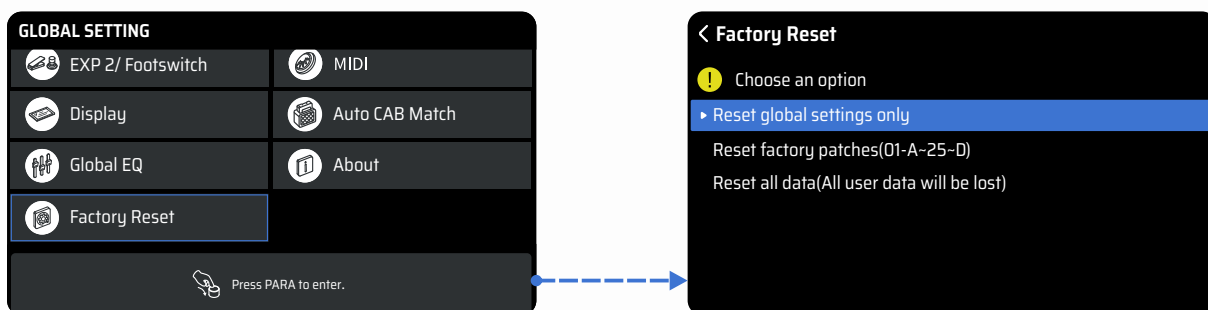 GLOBAL SETTING
EXP 2/ Footswitch
MIDI
Display
Auto CAB Match
Global EQ
About
Factory Reset
Press PARA to enter.
Factory Reset
Choose an option
Reset global settings only
Reset factory patches(01-A~25~D)
Reset all data(All user data will be lost)